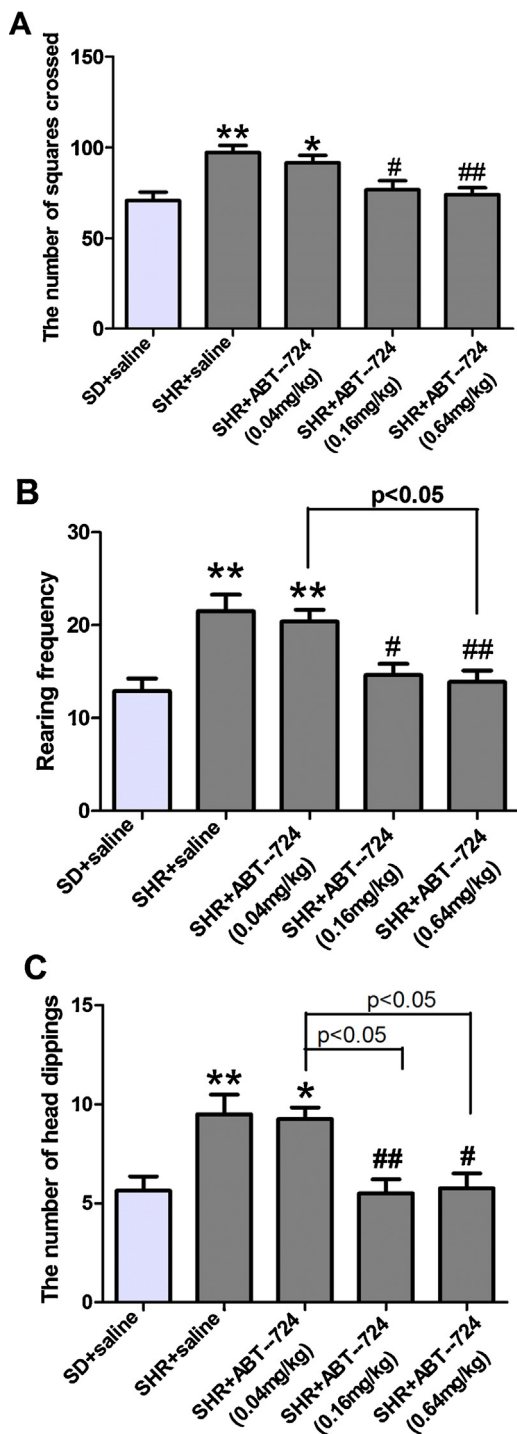 A
The number of squares crossed
150
100
50
0
**
*
#
##
SD+saline
SHR+saline
SHR+ABT--724
(0.04mg/kg)
SHR+ABT--724
(0.16mg/kg)
SHR+ABT--724
(0.64mg/kg)
B
p<0.05
Rearing frequency
30
20
10
0
**
**
#
##
SD+saline
SHR+saline
SHR+ABT--724
(0.04mg/kg)
SHR+ABT--724
(0.16mg/kg)
SHR+ABT--724
(0.64mg/kg)
C
p<0.05
p<0.05
The number of head dippings
15
10
5
0
**
*
##
#
SD+saline
SHR+saline
SHR+ABT--724
(0.04mg/kg)
SHR+ABT--724
(0.16mg/kg)
SHR+ABT--724
(0.64mg/kg)